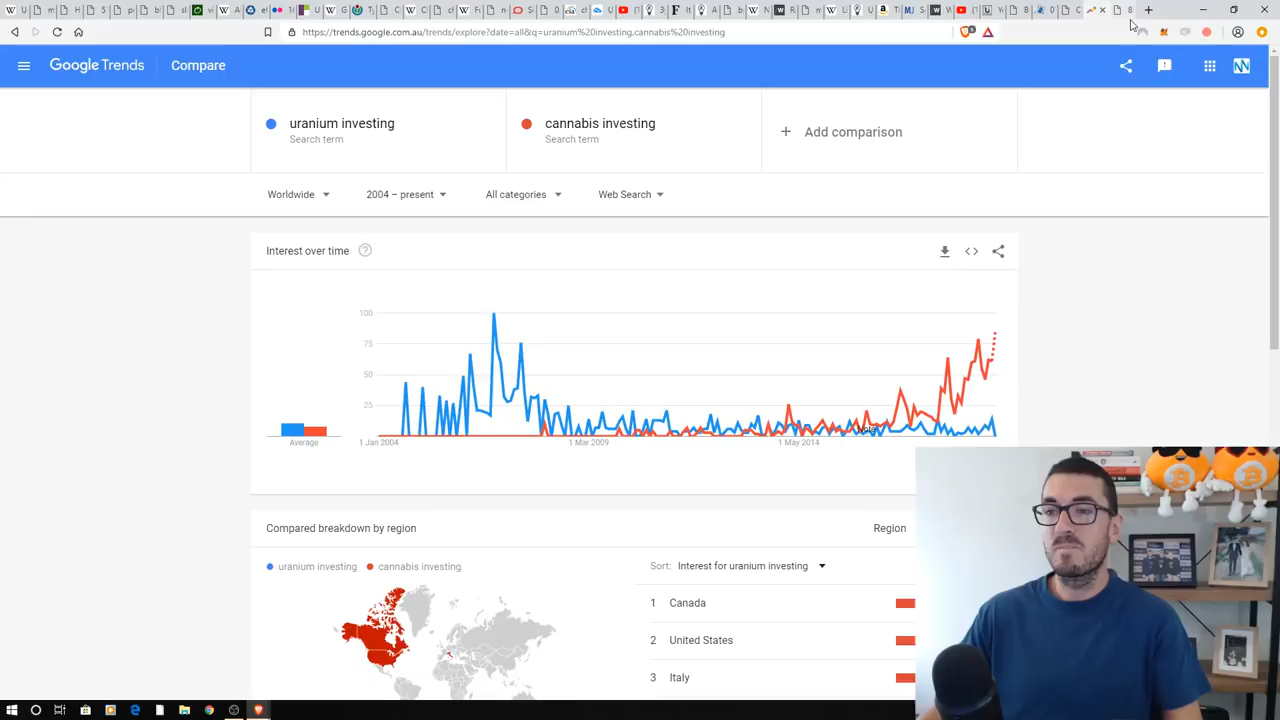 https://trends.google.com.au/trends/explore?date=all&q=uranium%20investing,cannabis%20investing
Google Trends
Compare
uranium investing
Search term
cannabis investing
Search term
+ Add comparison
Worldwide
2004 – present
All categories
Web Search
Interest over time
100
75
50
25
Average
1 Jan 2004
1 Mar 2009
1 May 2014
Note
Compared breakdown by region
Region
uranium investing
cannabis investing
Sort: Interest for uranium investing
1 Canada
2 United States
3 Italy